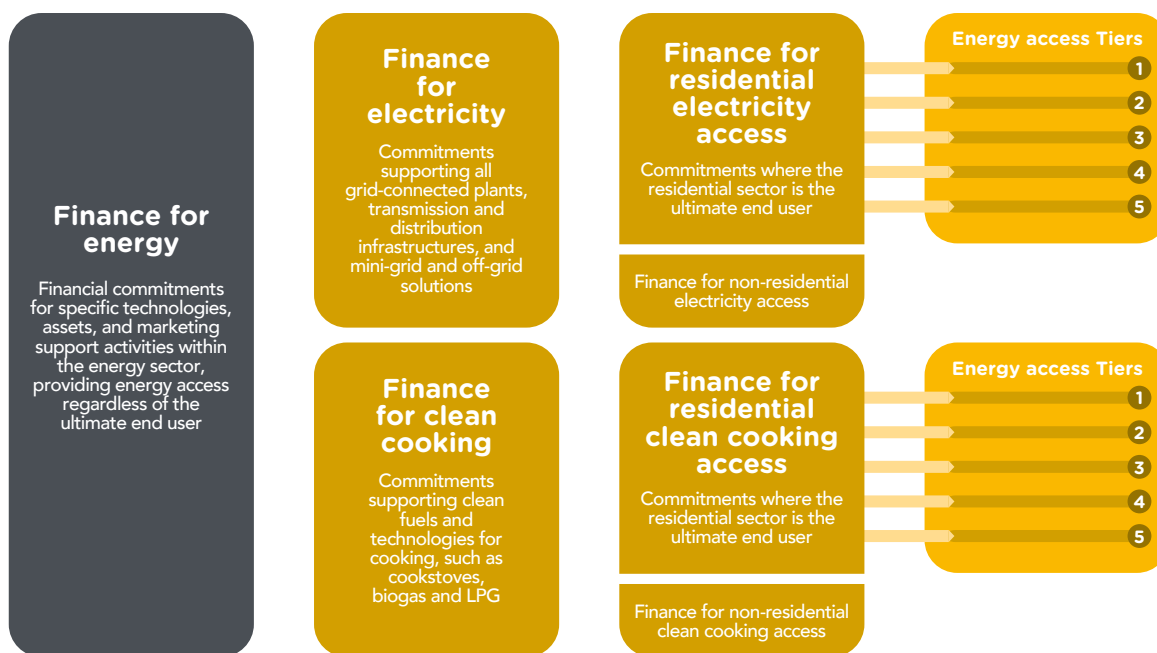 Finance for
energy
Financial commitments
for specific technologies,
assets, and marketing
support activities within
the energy sector,
providing energy access
regardless of the
ultimate end user
Finance
for
electricity
Commitments
supporting all
grid-connected plants,
transmission and
distribution
infrastructures, and
mini-grid and off-grid
solutions
Finance for
residential
electricity
access
Commitments where the
residential sector is the
ultimate end user
Finance for non-residential
electricity access
Energy access Tiers
1
2
3
4
5
Finance
for clean
cooking
Commitments
supporting clean
fuels and
technologies for
cooking, such as
cookstoves,
biogas and LPG
Finance for
residential
clean cooking
access
Commitments where the
residential sector is the
ultimate end user
Finance for non-residential
clean cooking access
Energy access Tiers
1
2
3
4
5